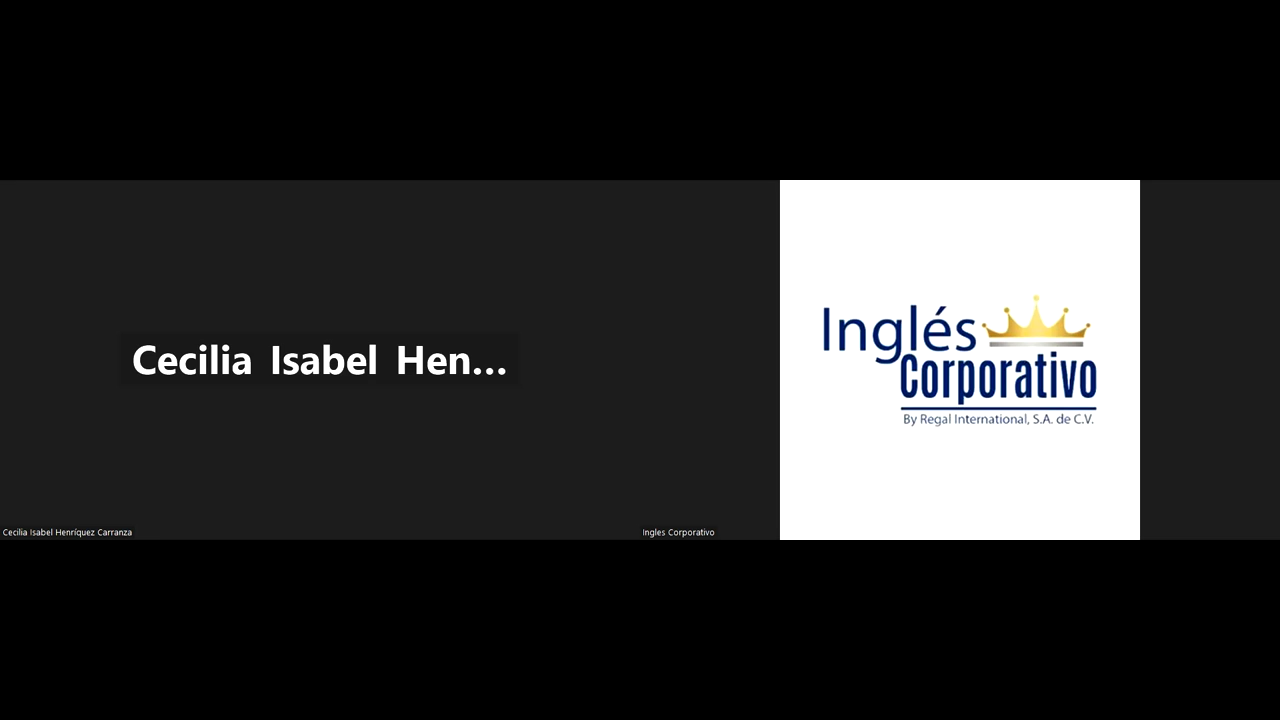 Cecilia Isabel Hen...
Cecilia Isabel Henríquez Carranza
Inglés
Corporativo
By Regal International, S.A. de C.V.
Ingles Corporativo